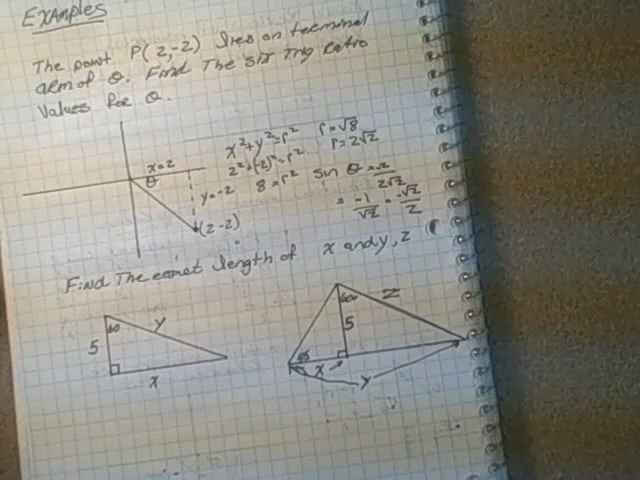 Examples
The point P(2,-2) lies on terminal
arm of θ. Find The six Trig Ratio
Values for θ.
x²+y²=r² r=√8
2²+(-2)²=r² r=2√2
8=r² sin θ =
2√2
= -1/√2 = -√2/2
x=2
θ
y=-2
(2-2)
Find The exact length of x and y, z
60 y
5
x
60 z
5
x
y